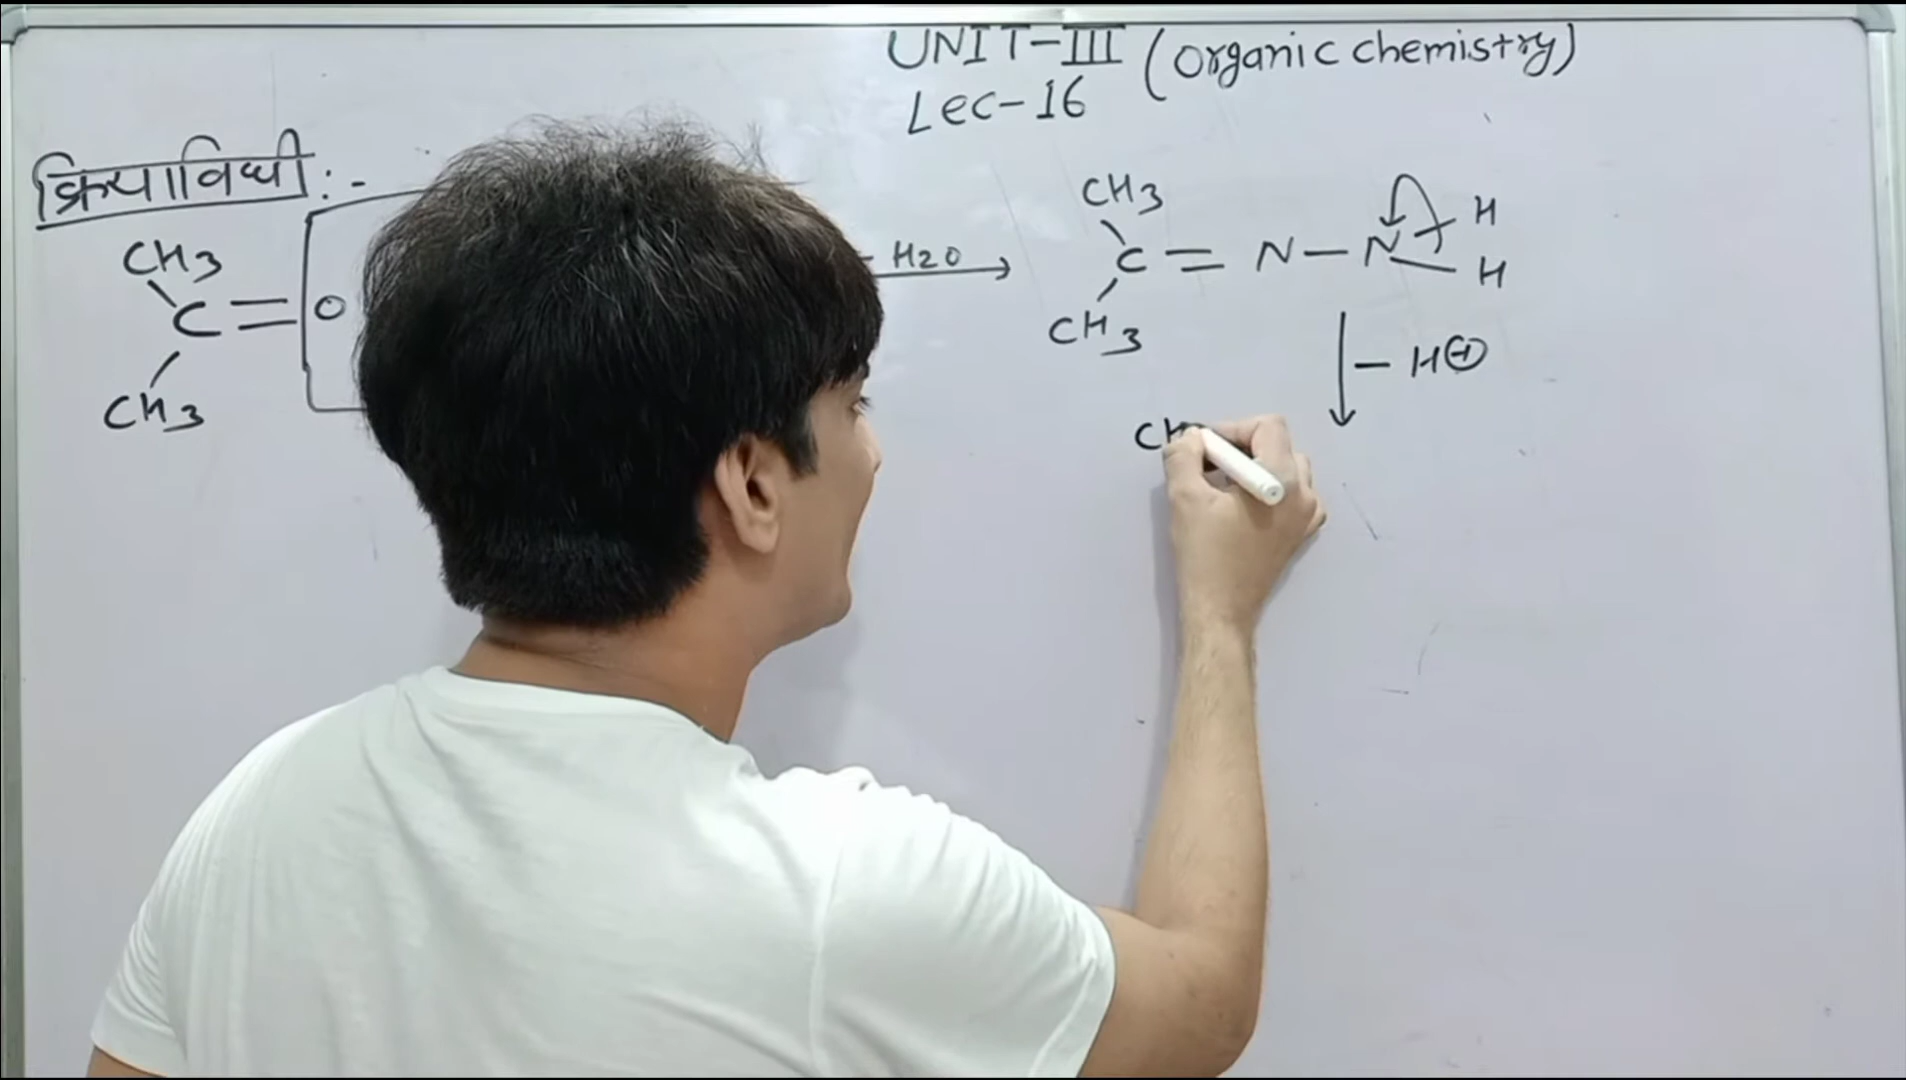 UNIT-III (Organic chemistry)
Lec-16
क्रियाविधी :-
CH3
C = O
CH3
- H2O
CH3
C = N - N H
H
CH3
- H⊕
CH